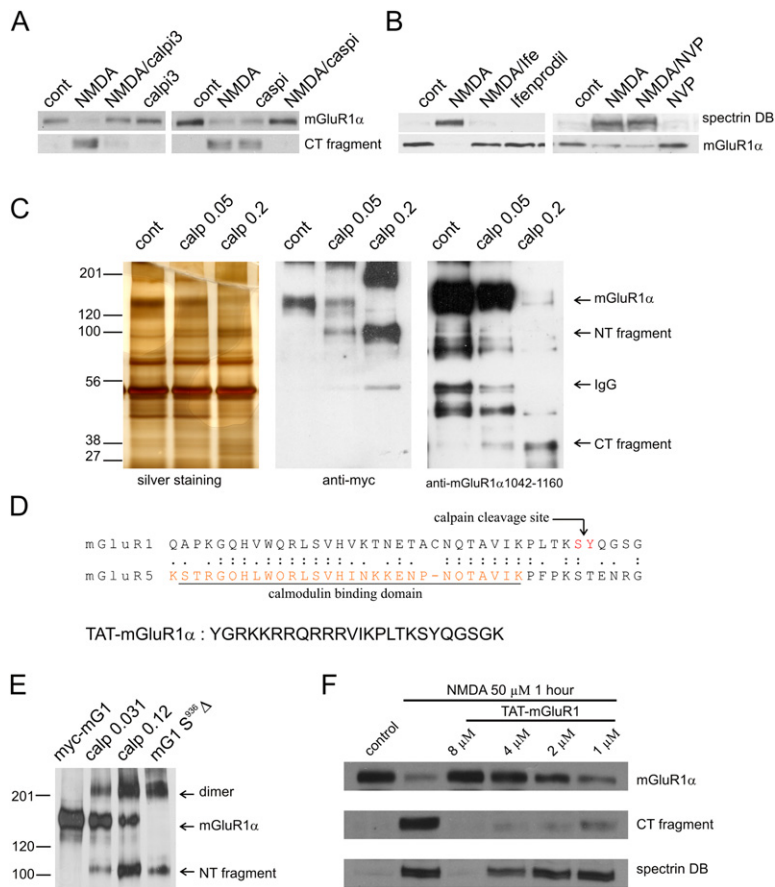 A
cont
NMDA
NMDA/calpi3
calpi3
cont
NMDA
caspi
NMDA/caspi
mGluR1α
CT fragment
B
cont
NMDA
NMDA/Ife
Ifenprodil
cont
NMDA
NMDA/NVP
NVP
spectrin DB
mGluR1α
C
cont
calp 0.05
calp 0.2
cont
calp 0.05
calp 0.2
cont
calp 0.05
calp 0.2
201
120
100
56
38
27
mGluR1α
NT fragment
IgG
CT fragment
silver staining
anti-myc
anti-mGluR1α1042-1160
D
calpain cleavage site
mGluR1 QAPKGQHVWQRLSVHVKTNETACNQTAVIKPLTKSYQGSG
mGluR5 KSTRGQHLWQRLSVHINKKENP-NQTAVIKPFPKSTENRG
calmodulin binding domain
TAT-mGluR1α : YGRKKRRQRRRVIKPLTKSYQGSGK
E
myc-mG1
calp 0.031
calp 0.12
mG1 S⁹³⁶ Δ
201
120
100
dimer
mGluR1α
NT fragment
F
NMDA 50 μM 1 hour
TAT-mGluR1
control
8 μM
4 μM
2 μM
1 μM
mGluR1α
CT fragment
spectrin DB